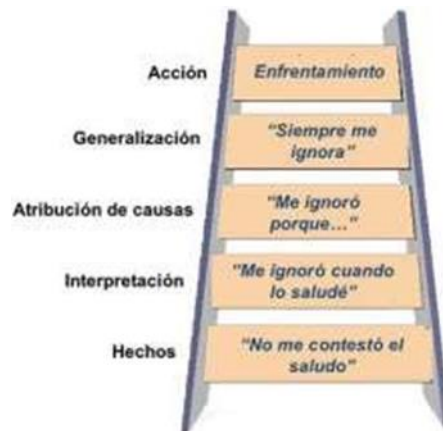 Acción
Enfrentamiento
Generalización
“Siempre me
ignora”
Atribución de causas
“Me ignoró
porque…”
Interpretación
“Me ignoró cuando
lo saludé”
Hechos
“No me contestó el
saludo”